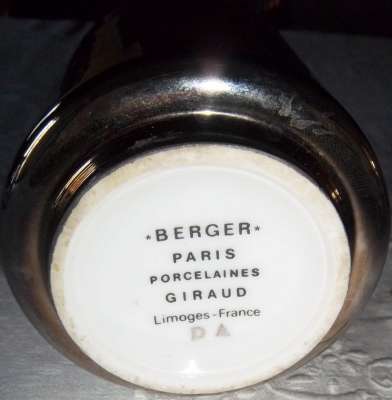 *BERGER*
PARIS
PORCELAINES
GIRAUD
Limoges-France
DA